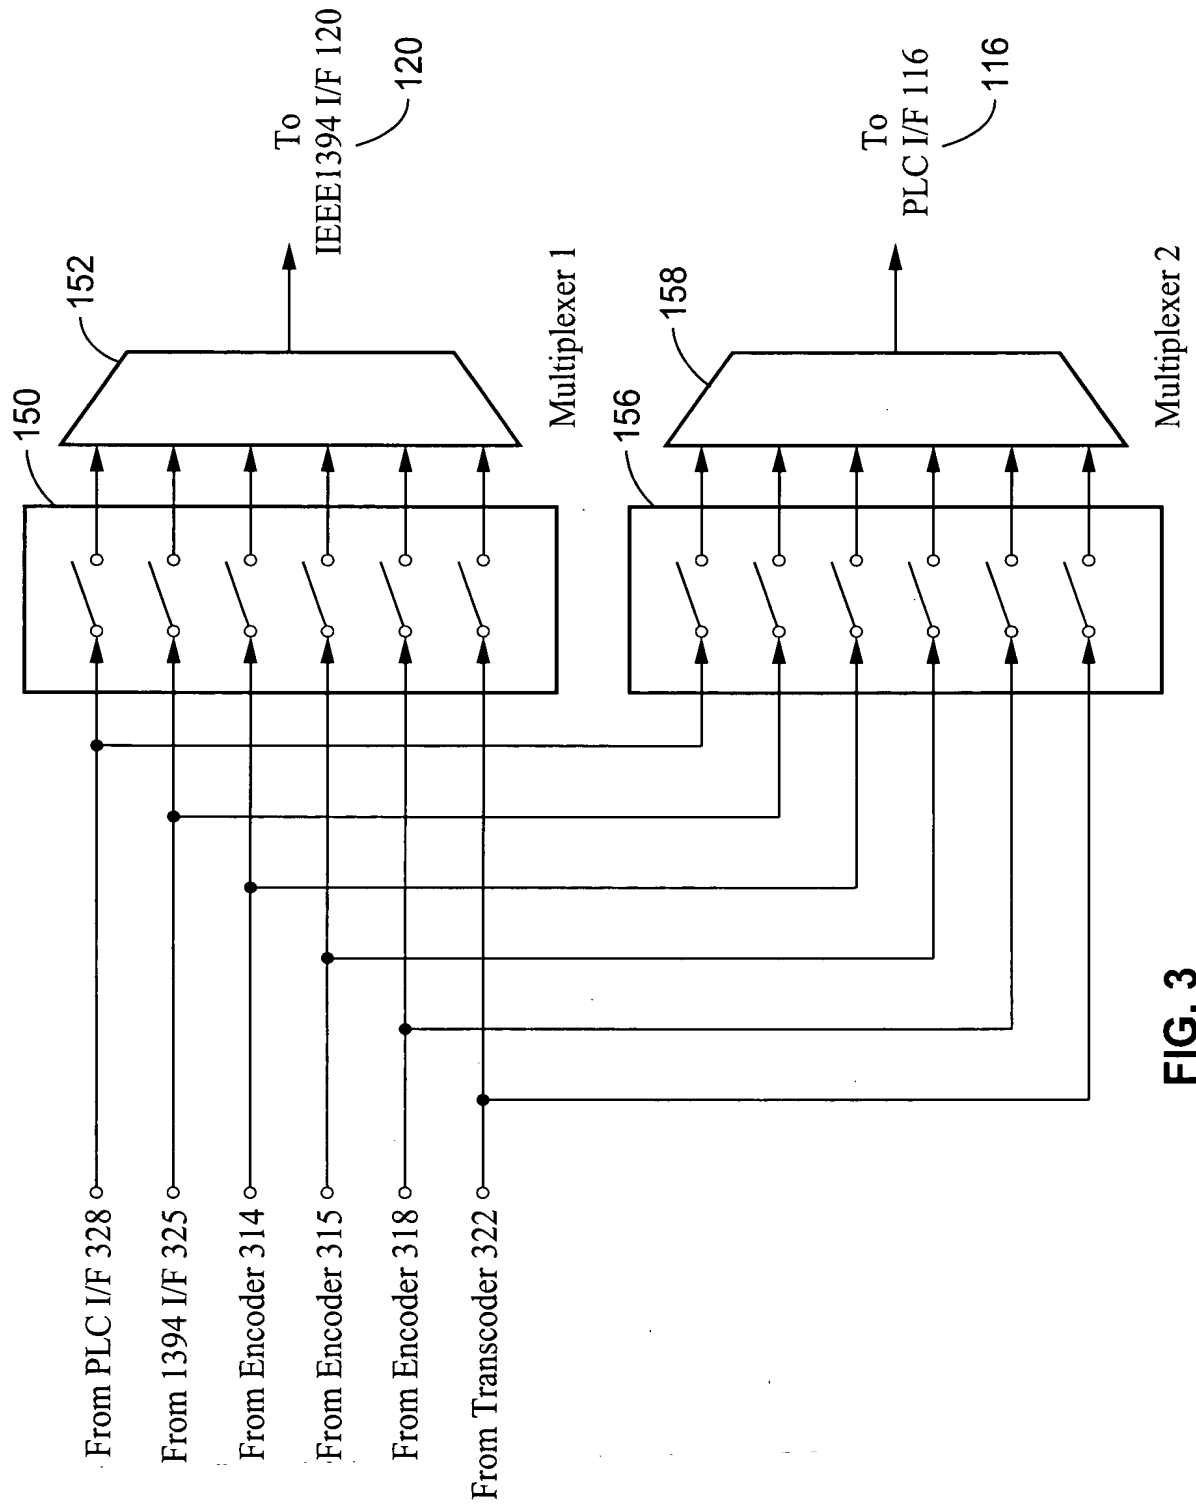 From PLC I/F 328
From 1394 I/F 325
From Encoder 314
From Encoder 315
From Encoder 318
From Transcoder 322
150
152
To
IEEE1394 I/F 120
120
Multiplexer 1
156
158
To
PLC I/F 116
116
Multiplexer 2
FIG. 3